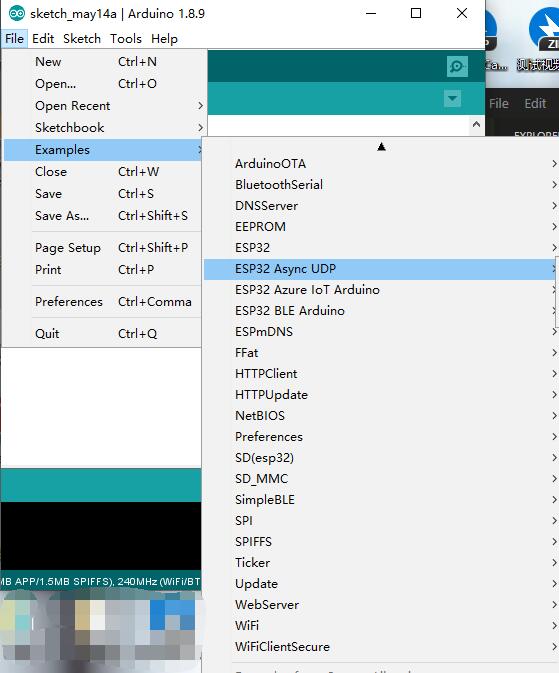 sketch_may14a | Arduino 1.8.9
File Edit Sketch Tools Help
New Ctrl+N
Open... Ctrl+O
Open Recent
Sketchbook
Examples
Close Ctrl+W
Save Ctrl+S
Save As... Ctrl+Shift+S
Page Setup Ctrl+Shift+P
Print Ctrl+P
Preferences Ctrl+Comma
Quit Ctrl+Q
ArduinoOTA
BluetoothSerial
DNSServer
EEPROM
ESP32
ESP32 Async UDP
ESP32 Azure IoT Arduino
ESP32 BLE Arduino
ESPmDNS
FFat
HTTPClient
HTTPUpdate
NetBIOS
Preferences
SD(esp32)
SD_MMC
SimpleBLE
SPI
SPIFFS
Ticker
Update
WebServer
WiFi
WiFiClientSecure
MB APP/1.5MB SPIFFS), 240MHz (WiFi/BT
测试视频
File Edit